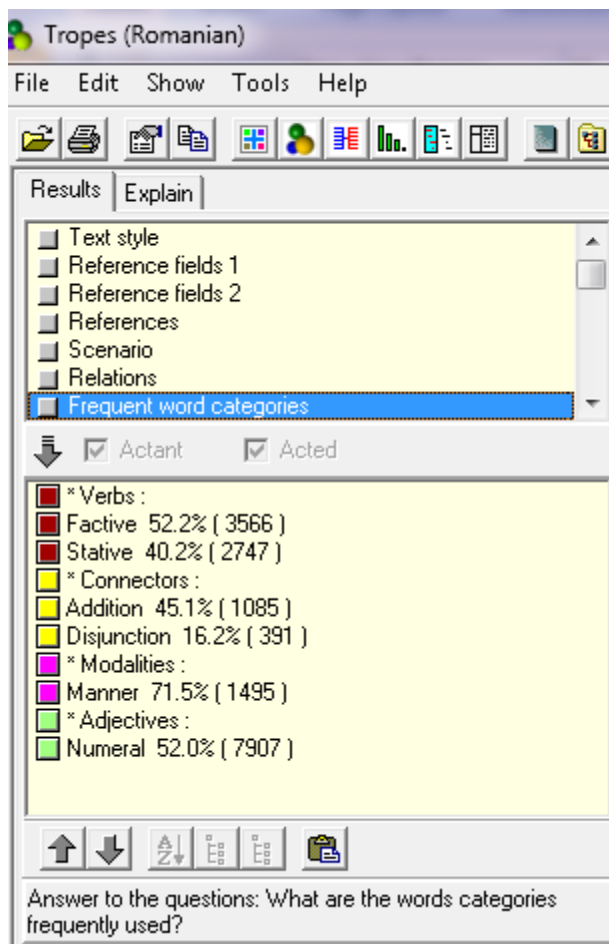 Tropes (Romanian)
File Edit Show Tools Help
Results Explain
Text style
Reference fields 1
Reference fields 2
References
Scenario
Relations
Frequent word categories
Actant Acted
* Verbs :
Factive 52.2% ( 3566 )
Stative 40.2% ( 2747 )
* Connectors :
Addition 45.1% ( 1085 )
Disjunction 16.2% ( 391 )
* Modalities :
Manner 71.5% ( 1495 )
* Adjectives :
Numeral 52.0% ( 7907 )
Answer to the questions: What are the words categories
frequently used?